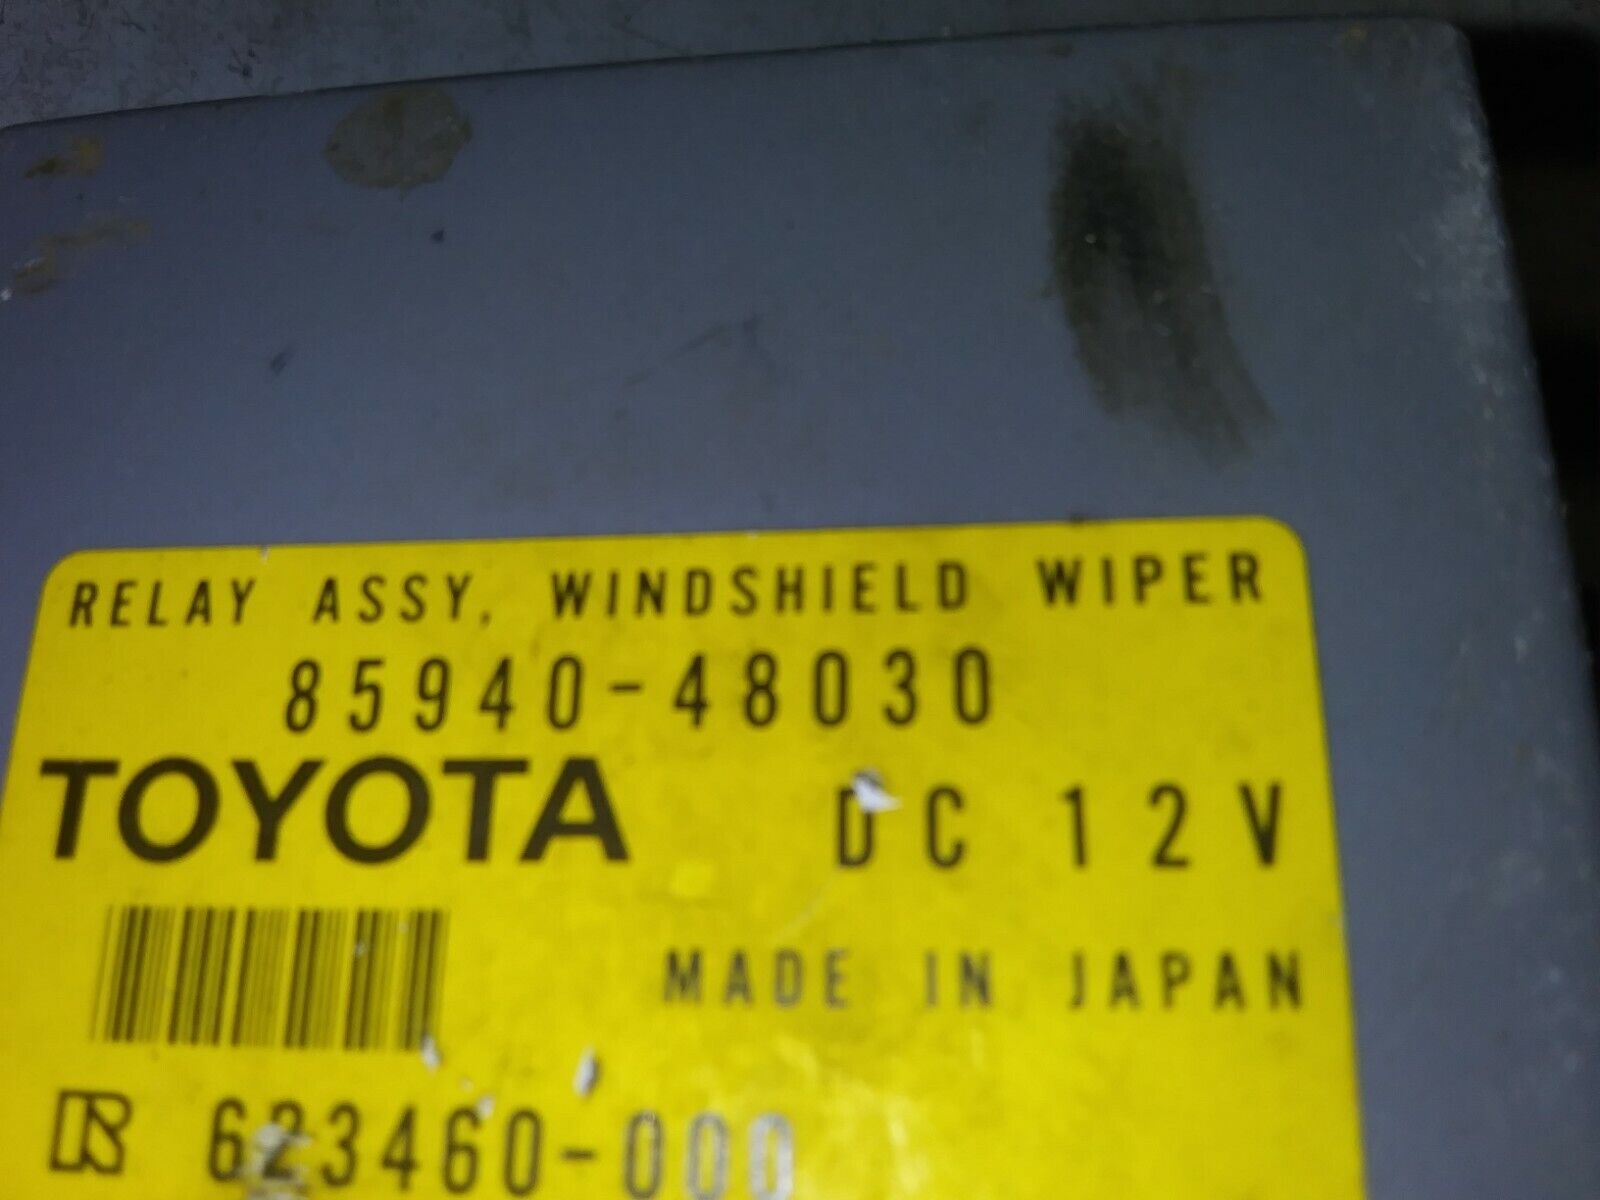 RELAY ASSY, WINDSHIELD WIPER
85940-48030
TOYOTA DC 12V
MADE IN JAPAN
623460-000